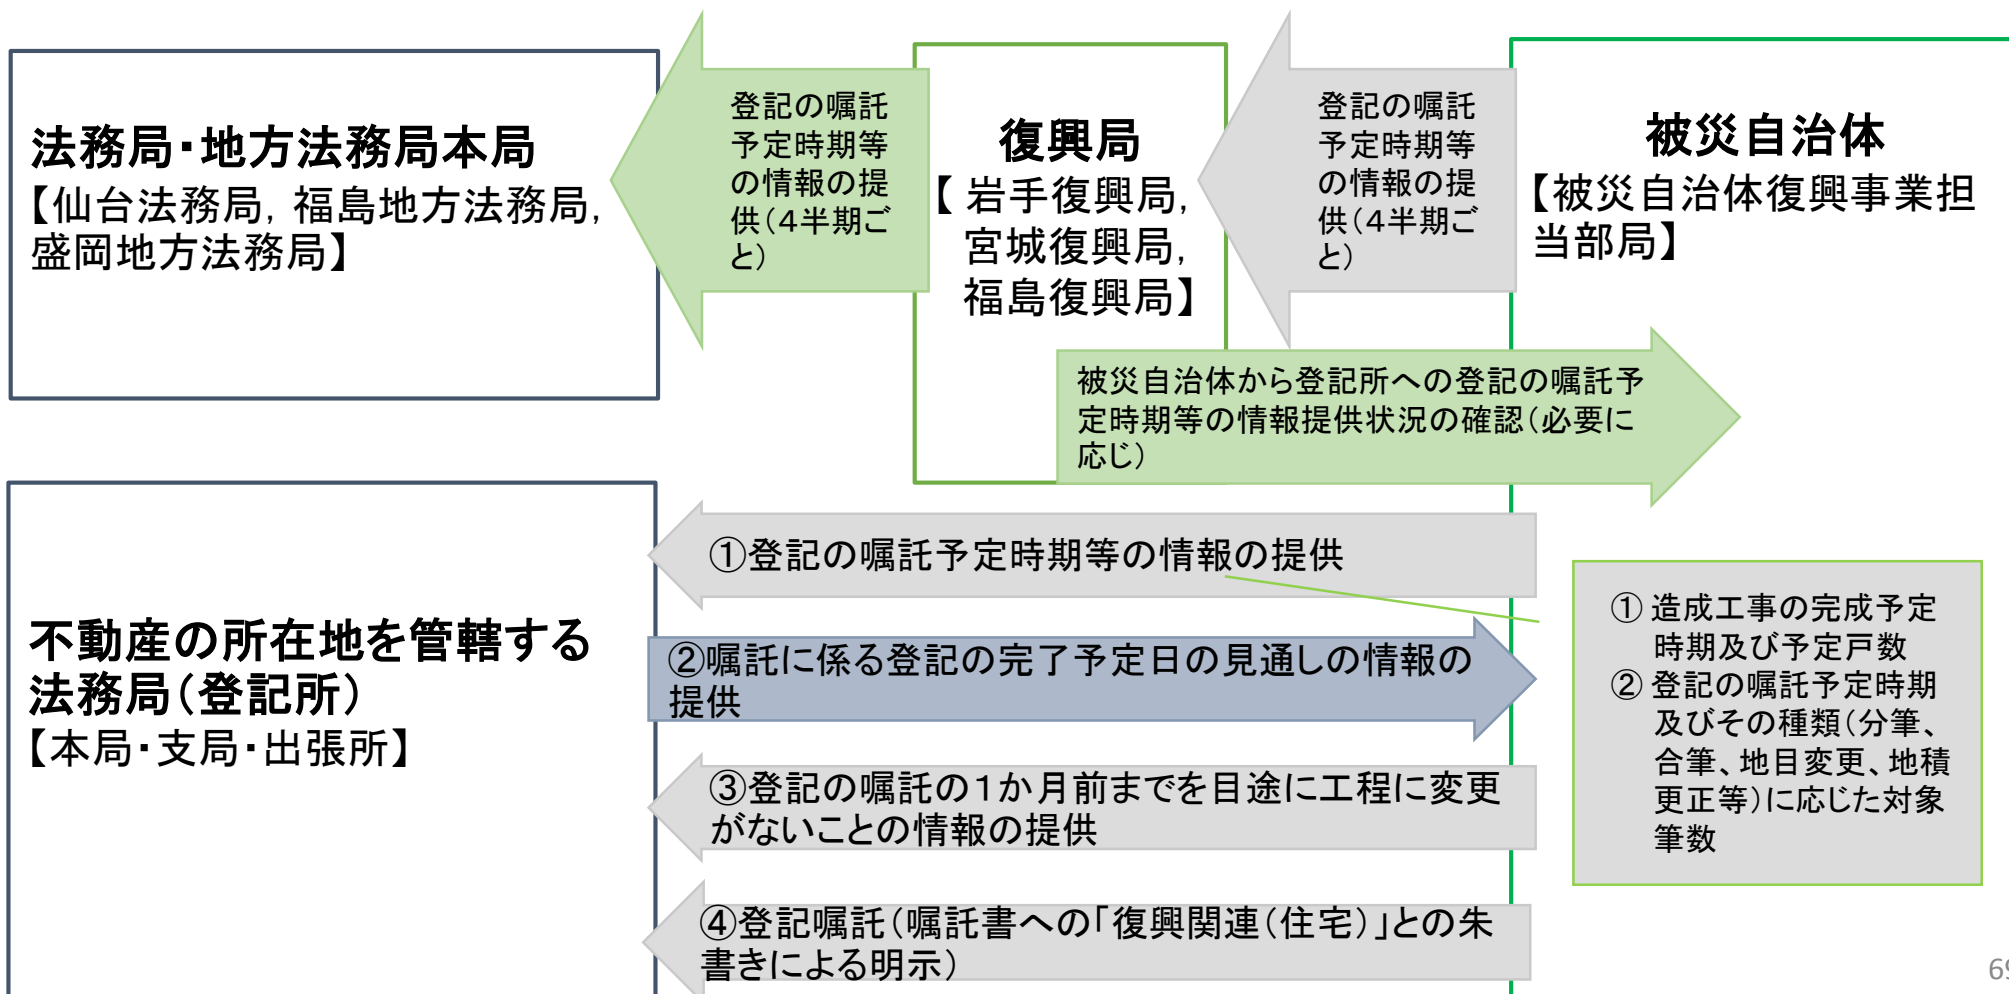 法務局・地方法務局本局
【仙台法務局，福島地方法務局，
盛岡地方法務局】
登記の嘱託
予定時期等
の情報の提
供（４半期ご
と）
復興局
【 岩手復興局，
宮城復興局，
福島復興局】
登記の嘱託
予定時期等
の情報の提
供（４半期ご
と）
被災自治体
【被災自治体復興事業担
当部局】
被災自治体から登記所への登記の嘱託予
定時期等の情報提供状況の確認（必要に
応じ）
不動産の所在地を管轄する
法務局（登記所）
【本局・支局・出張所】
①登記の嘱託予定時期等の情報の提供
②嘱託に係る登記の完了予定日の見通しの情報の
提供
③登記の嘱託の１か月前までを目途に工程に変更
がないことの情報の提供
④登記嘱託（嘱託書への「復興関連（住宅）」との朱
書きによる明示）
① 造成工事の完成予定
時期及び予定戸数
② 登記の嘱託予定時期
及びその種類（分筆、
合筆、地目変更、地積
更正等）に応じた対象
筆数
69